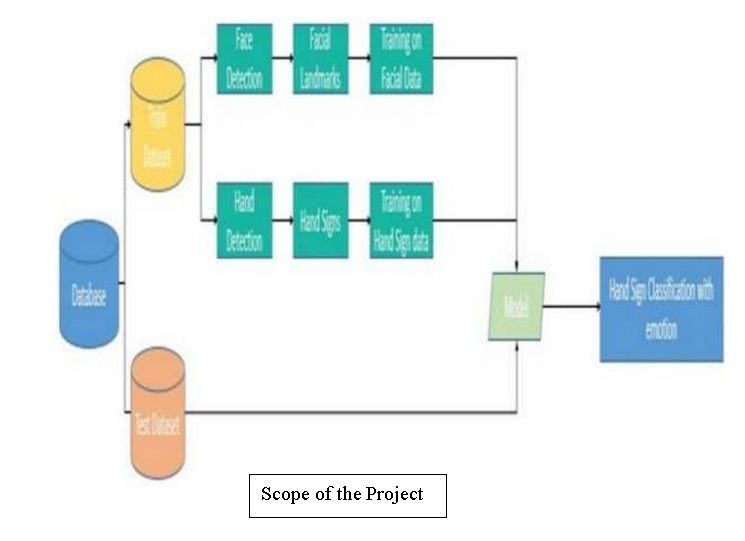 Face
Detection
Facial
Landmarks
Training on
Facial Data
Train
Dataset
Hand
Detection
Hand Signs
Training on
Hand Sign data
Database
Model
Hand Sign Classification with
emotion
Test Dataset
Scope of the Project